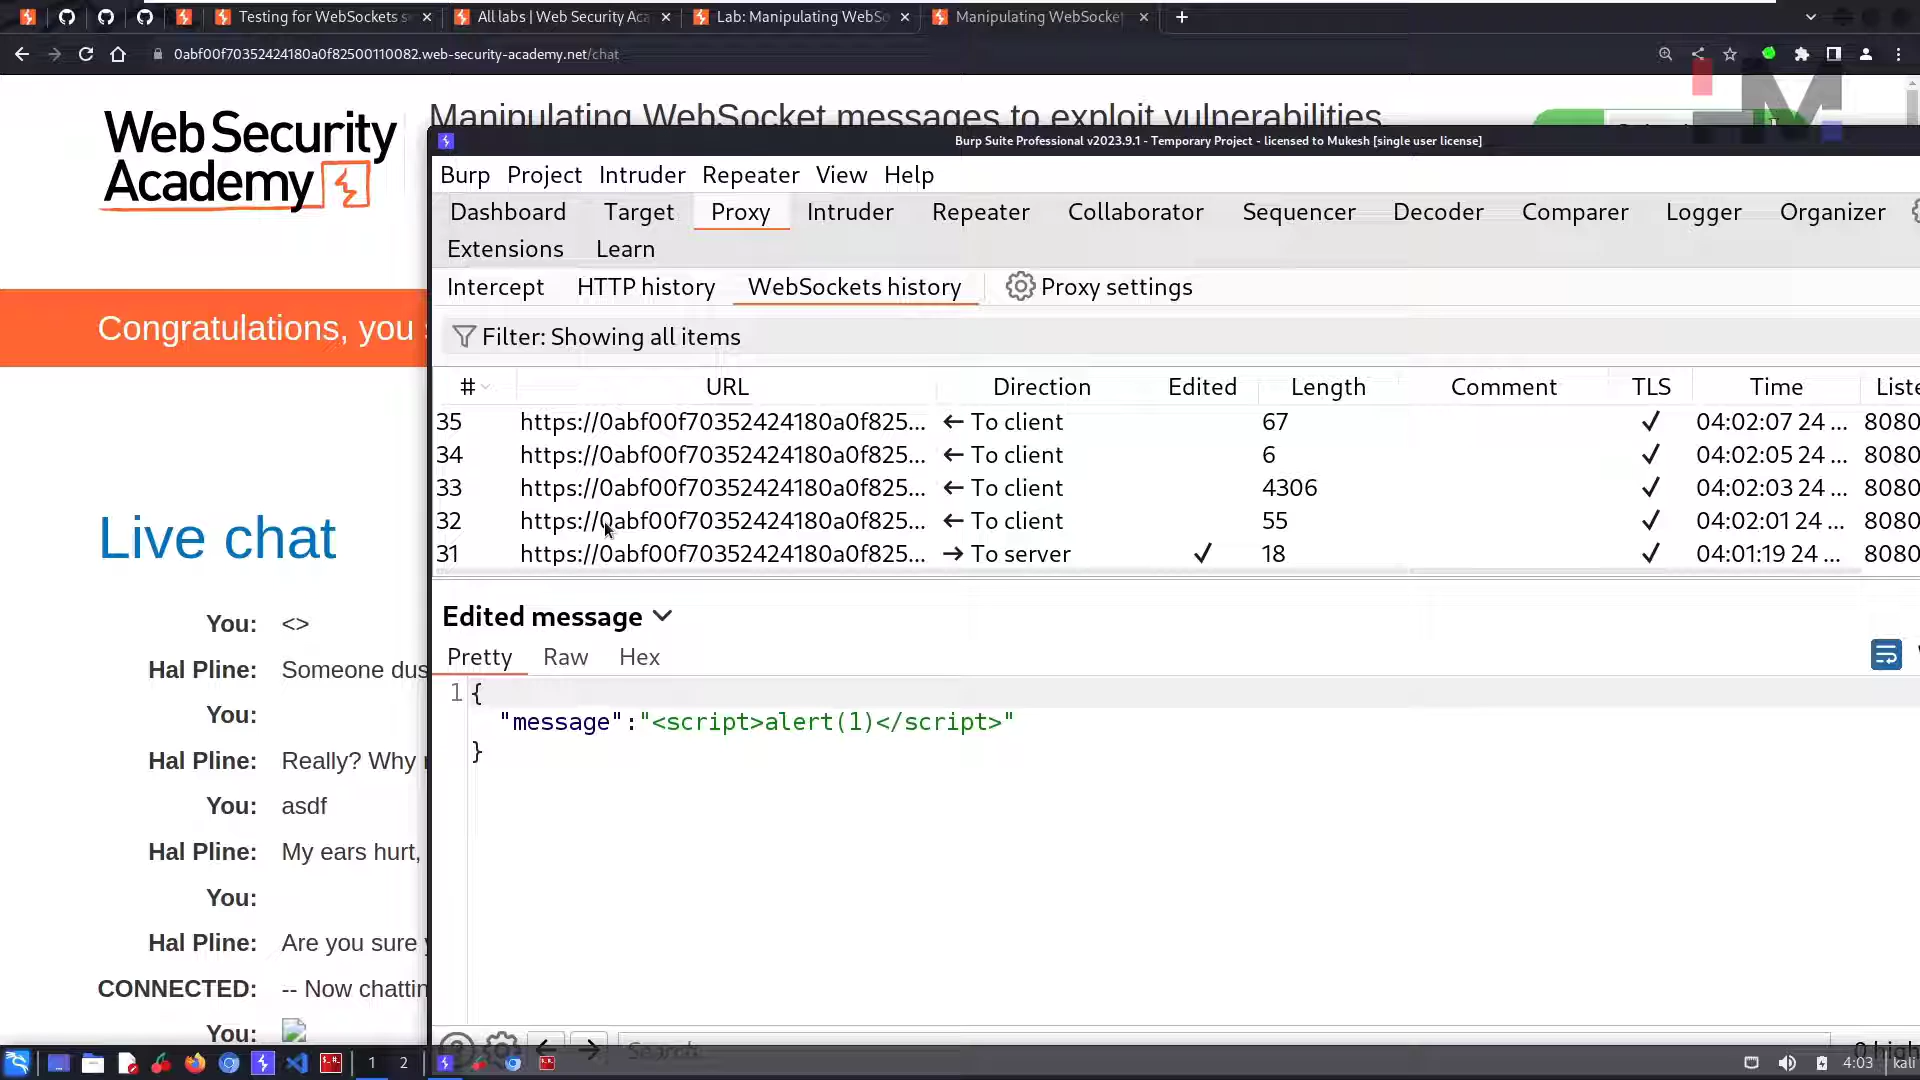 Testing for WebSockets s
All labs | Web Security Aca
Lab: Manipulating WebSo
Manipulating WebSocket
0abf00f70352424180a0f82500110082.web-security-academy.net/chat
Web Security
Academy
Manipulating WebSocket messages to exploit vulnerabilities
Burp Suite Professional v2023.9.1 - Temporary Project - licensed to Mukesh [single user license]
Burp Project Intruder Repeater View Help
Dashboard Target Proxy Intruder Repeater Collaborator Sequencer Decoder Comparer Logger Organizer
Extensions Learn
Intercept HTTP history WebSockets history Proxy settings
Filter: Showing all items
# URL Direction Edited Length Comment TLS Time Liste
35 https://0abf00f70352424180a0f825... ← To client 67 ✓ 04:02:07 24 ... 8080
34 https://0abf00f70352424180a0f825... ← To client 6 ✓ 04:02:05 24 ... 8080
33 https://0abf00f70352424180a0f825... ← To client 4306 ✓ 04:02:03 24 ... 8080
32 https://0abf00f70352424180a0f825... ← To client 55 ✓ 04:02:01 24 ... 8080
31 https://0abf00f70352424180a0f825... → To server ✓ 18 ✓ 04:01:19 24 ... 8080
Edited message
Pretty Raw Hex
1 {
"message":"<script>alert(1)</script>"
}
Search
0 high
Congratulations, you
Live chat
You: <>
Hal Pline: Someone dus
You:
Hal Pline: Really? Why
You: asdf
Hal Pline: My ears hurt,
You:
Hal Pline: Are you sure
CONNECTED: -- Now chattin
You:
1 2
4:03 kali